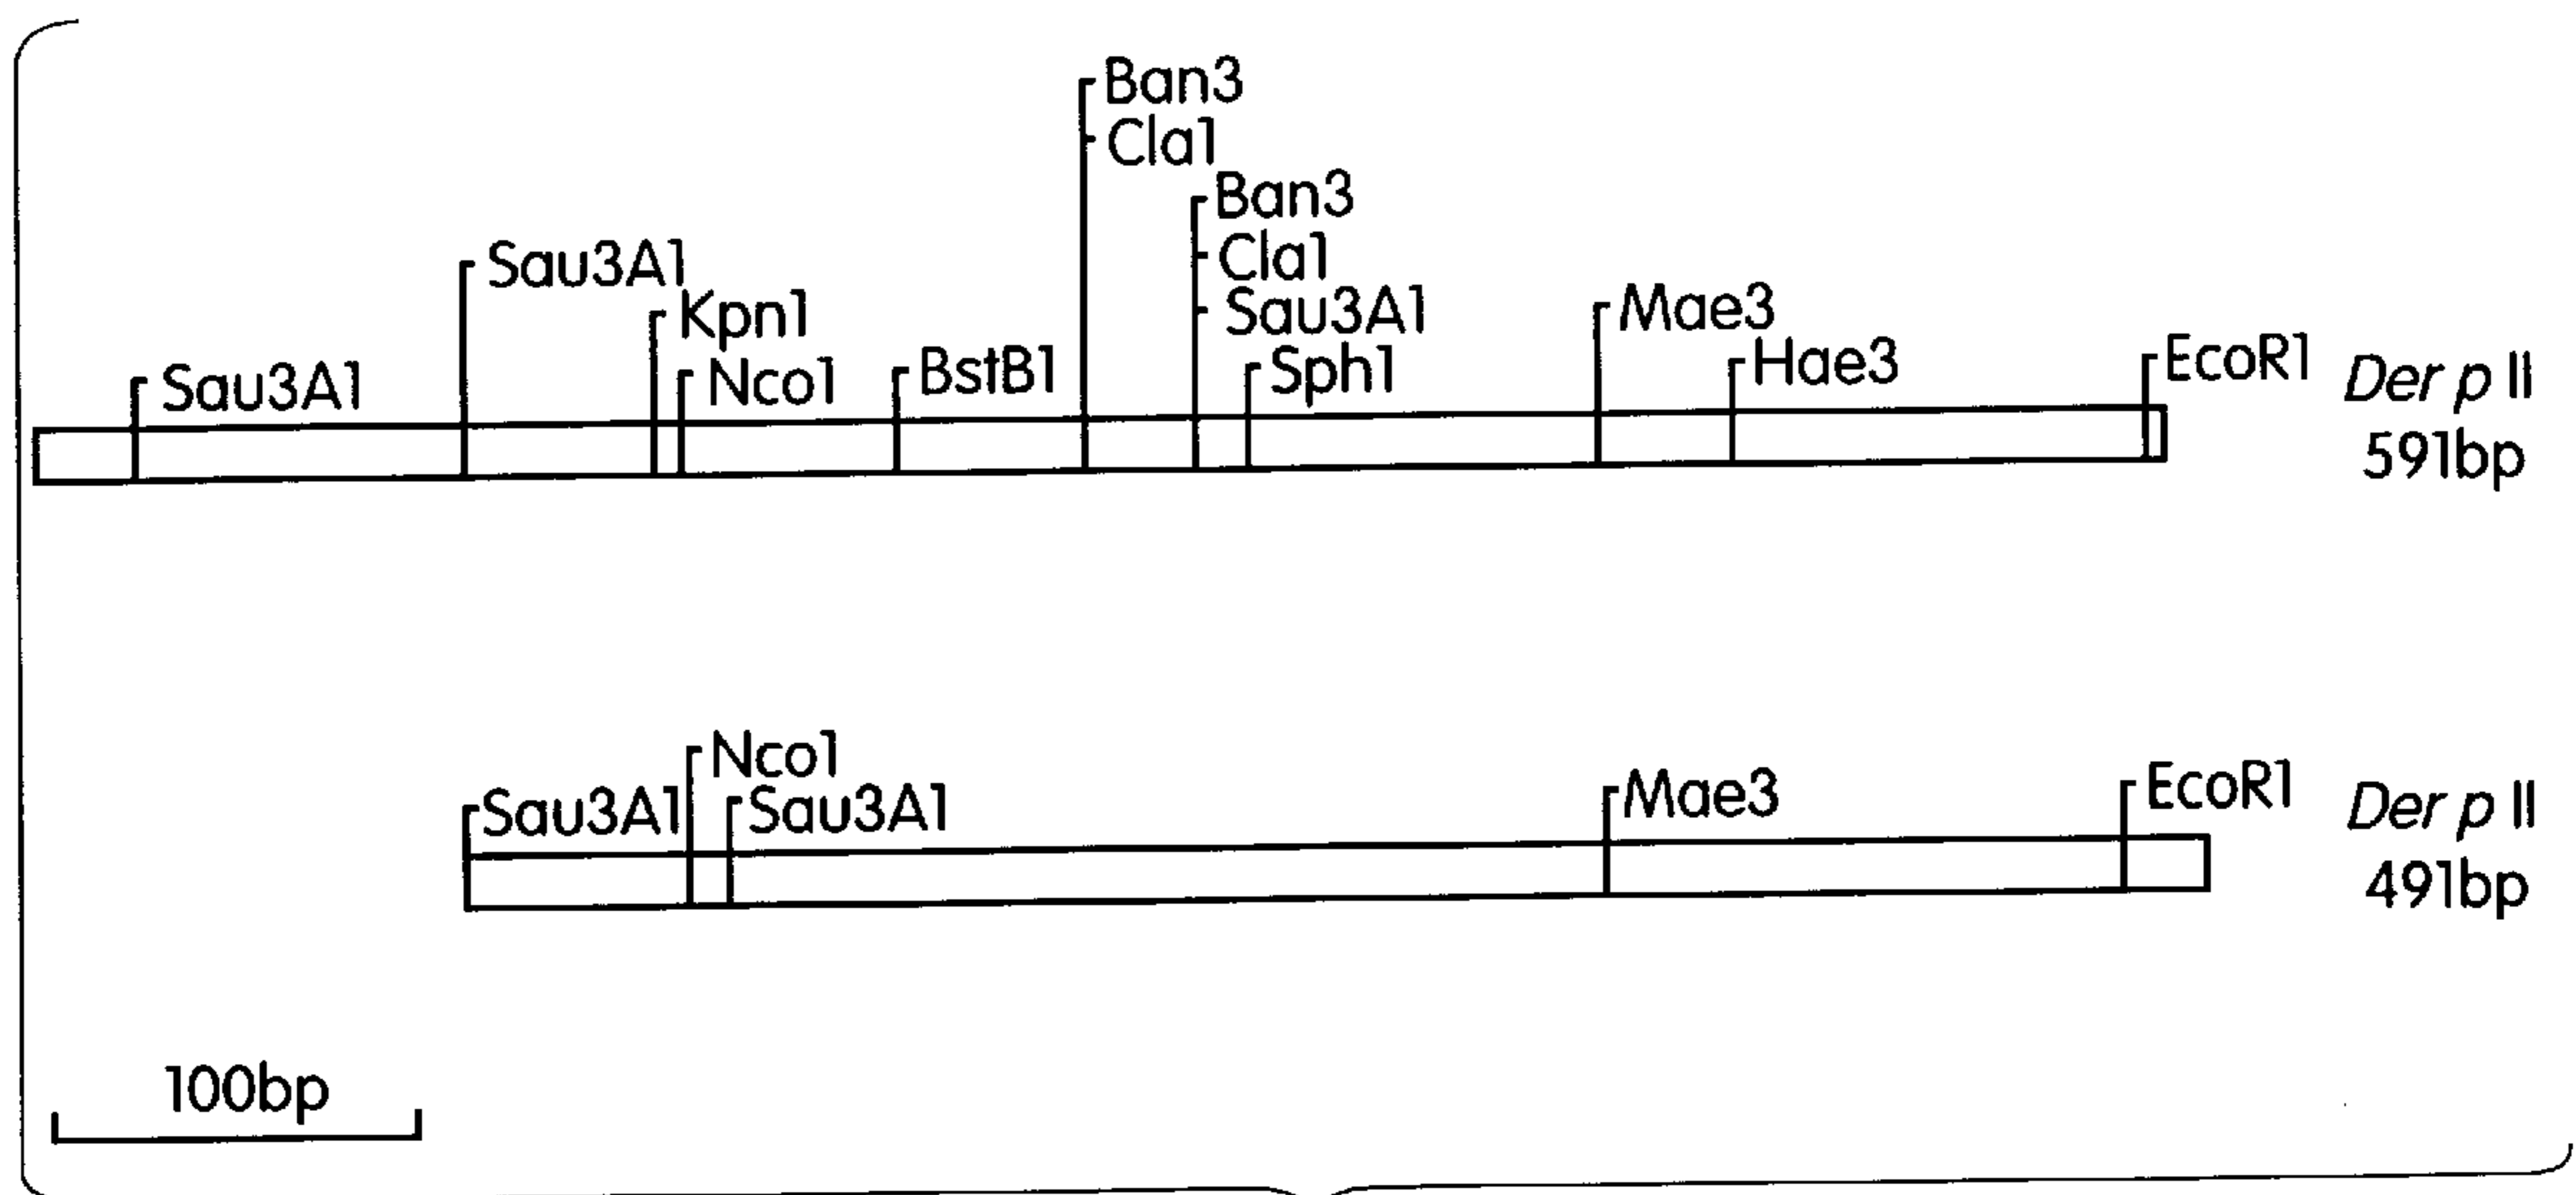 Ban3
Cla1
Ban3
Cla1
Sau3A1
Sau3A1
Kpn1
Nco1
Sau3A1
BstB1
Sph1
Mae3
Hae3
EcoR1
Der p II
591bp
Nco1
Sau3A1
Sau3A1
Mae3
EcoR1
Der p II
491bp
100bp